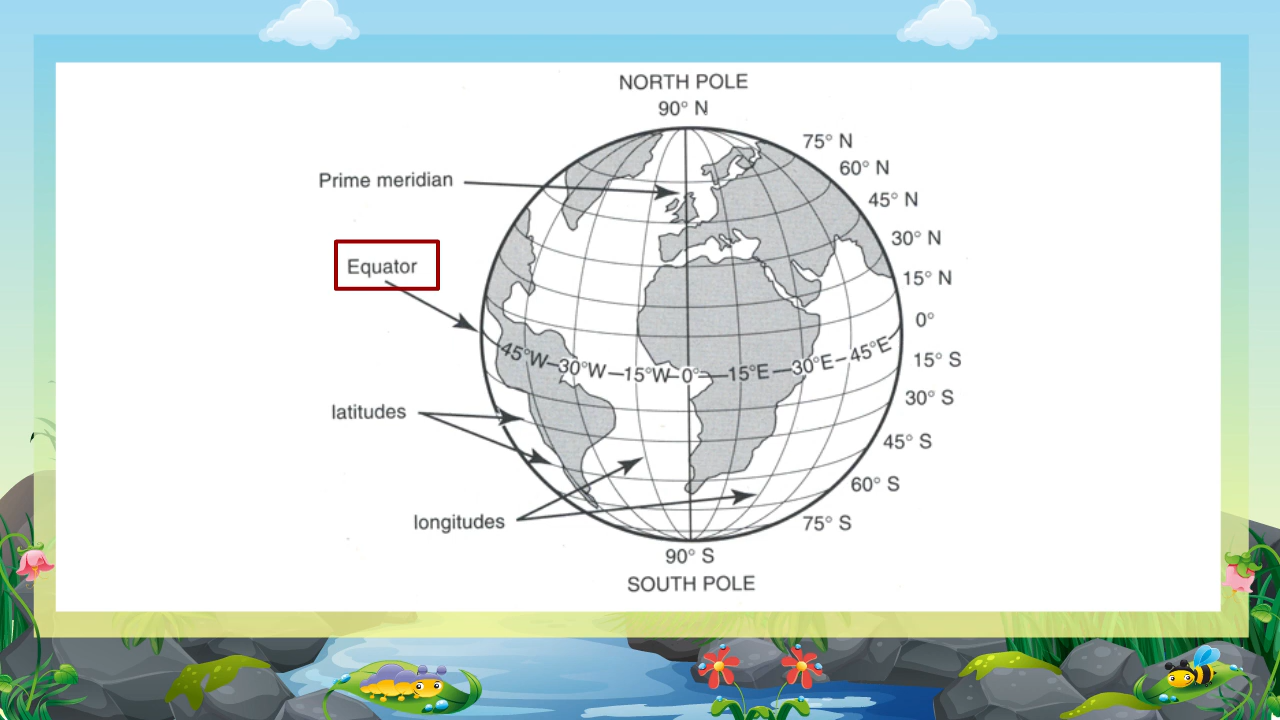 NORTH POLE
90° N
75° N
60° N
Prime meridian
45° N
30° N
Equator
15° N
0°
45°W 30°W 15°W 0° 15°E 30°E 45°E
15° S
30° S
latitudes
45° S
60° S
longitudes
75° S
90° S
SOUTH POLE